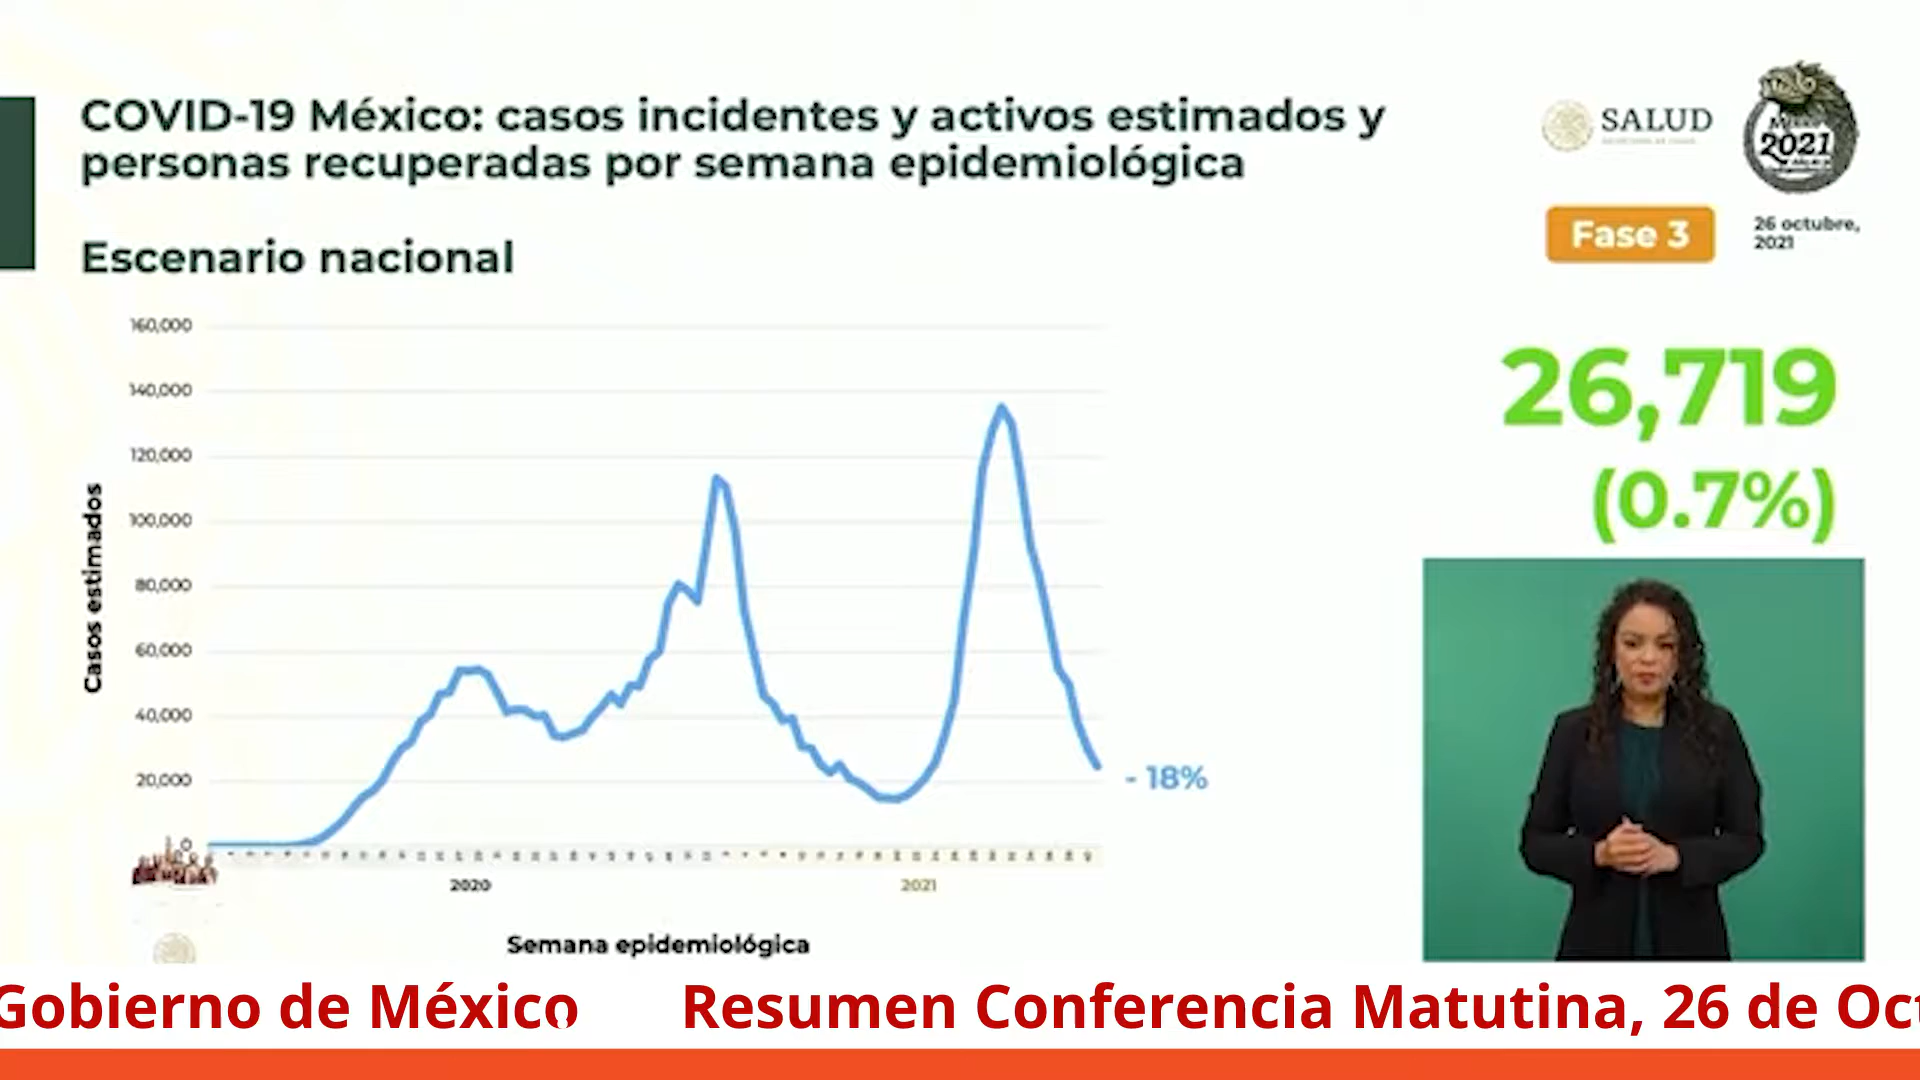 COVID-19 México: casos incidentes y activos estimados y
personas recuperadas por semana epidemiológica
SALUD
México
2021
Fase 3
26 octubre,
2021
Escenario nacional
160,000
140,000
120,000
100,000
80,000
60,000
40,000
20,000
0
Casos estimados
26,719
(0.7%)
- 18%
2020
2021
Semana epidemiológica
Gobierno de México Resumen Conferencia Matutina, 26 de Oct